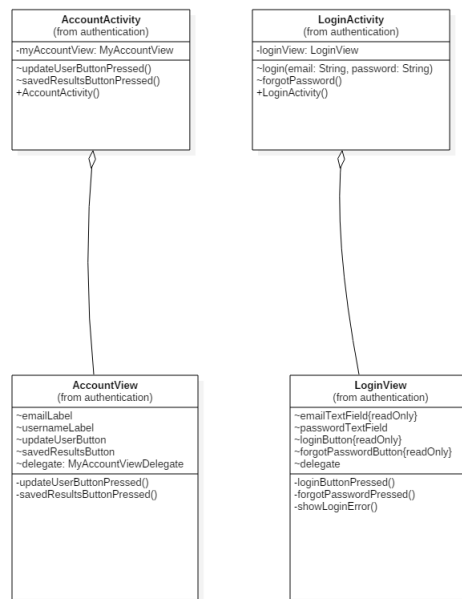 AccountActivity
(from authentication)
-myAccountView: MyAccountView
~updateUserButtonPressed()
~savedResultsButtonPressed()
+AccountActivity()
LoginActivity
(from authentication)
-loginView: LoginView
~login(email: String, password: String)
~forgotPassword()
+LoginActivity()
AccountView
(from authentication)
~emailLabel
~usernameLabel
~updateUserButton
~savedResultsButton
~delegate: MyAccountViewDelegate
-updateUserButtonPressed()
-savedResultsButtonPressed()
LoginView
(from authentication)
~emailTextField{readOnly}
~passwordTextField
~loginButton{readOnly}
~forgotPasswordButton{readOnly}
~delegate
-loginButtonPressed()
-forgotPasswordPressed()
-showLoginError()